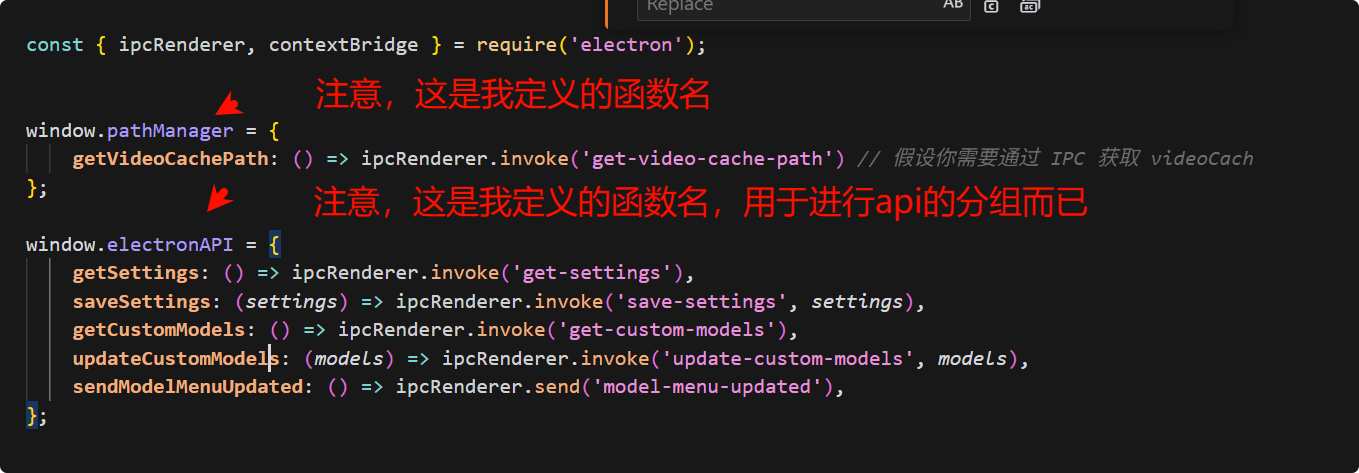 Replace
AB
const { ipcRenderer, contextBridge } = require('electron');
注意，这是我定义的函数名
window.pathManager = {
getVideoCachePath: () => ipcRenderer.invoke('get-video-cache-path') // 假设你需要通过 IPC 获取 videoCach
};
注意，这是我定义的函数名，用于进行api的分组而已
window.electronAPI = {
getSettings: () => ipcRenderer.invoke('get-settings'),
saveSettings: (settings) => ipcRenderer.invoke('save-settings', settings),
getCustomModels: () => ipcRenderer.invoke('get-custom-models'),
updateCustomModels: (models) => ipcRenderer.invoke('update-custom-models', models),
sendModelMenuUpdated: () => ipcRenderer.send('model-menu-updated'),
};